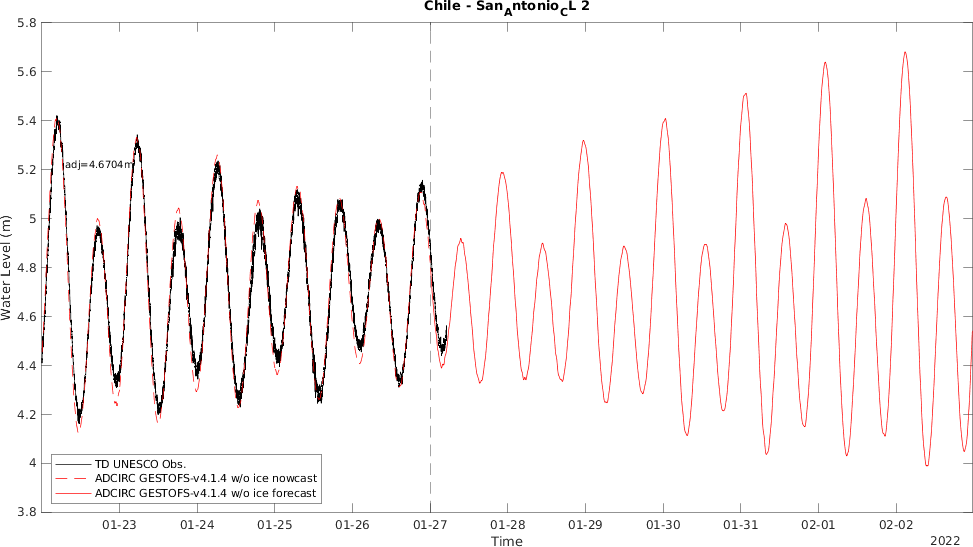 Chile - San_Antonio_CL 2
5.8
5.6
5.4
5.2
5
4.8
4.6
4.4
4.2
4
3.8
Water Level (m)
adj=4.6704m
TD UNESCO Obs.
ADCIRC GESTOFS-v4.1.4 w/o ice nowcast
ADCIRC GESTOFS-v4.1.4 w/o ice forecast
01-23 01-24 01-25 01-26 01-27 01-28 01-29 01-30 01-31 02-01 02-02
Time
2022